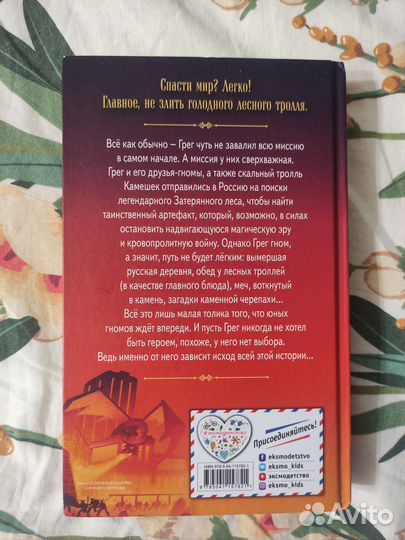 Спасти мир? Легко!
Главное, не злить голодного лесного тролля.
Всё как обычно – Грег чуть не завалил всю миссию
в самом начале. А миссия у них сверхважная.
Грег и его друзья-гномы, а также скальный тролль
Камешек отправились в Россию на поиски
легендарного Затерянного леса, чтобы найти
таинственный артефакт, который, возможно, в силах
остановить надвигающуюся магическую эру
и кровопролитную войну. Однако Грег гном,
а значит, путь не будет лёгким: вымершая
русская деревня, обед у лесных троллей
(в качестве главного блюда), меч, воткнутый
в камень, загадки каменной черепахи...
Всё это лишь малая толика того, что юных
гномов ждёт впереди. И пусть Грег никогда не хотел
быть героем, похоже, у него нет выбора.
Ведь именно от него зависит исход всей этой истории...
Присоединяйтесь!
eksmodetstvo
eksmo_kids
эксмодетство
eksmo_kids
Avito